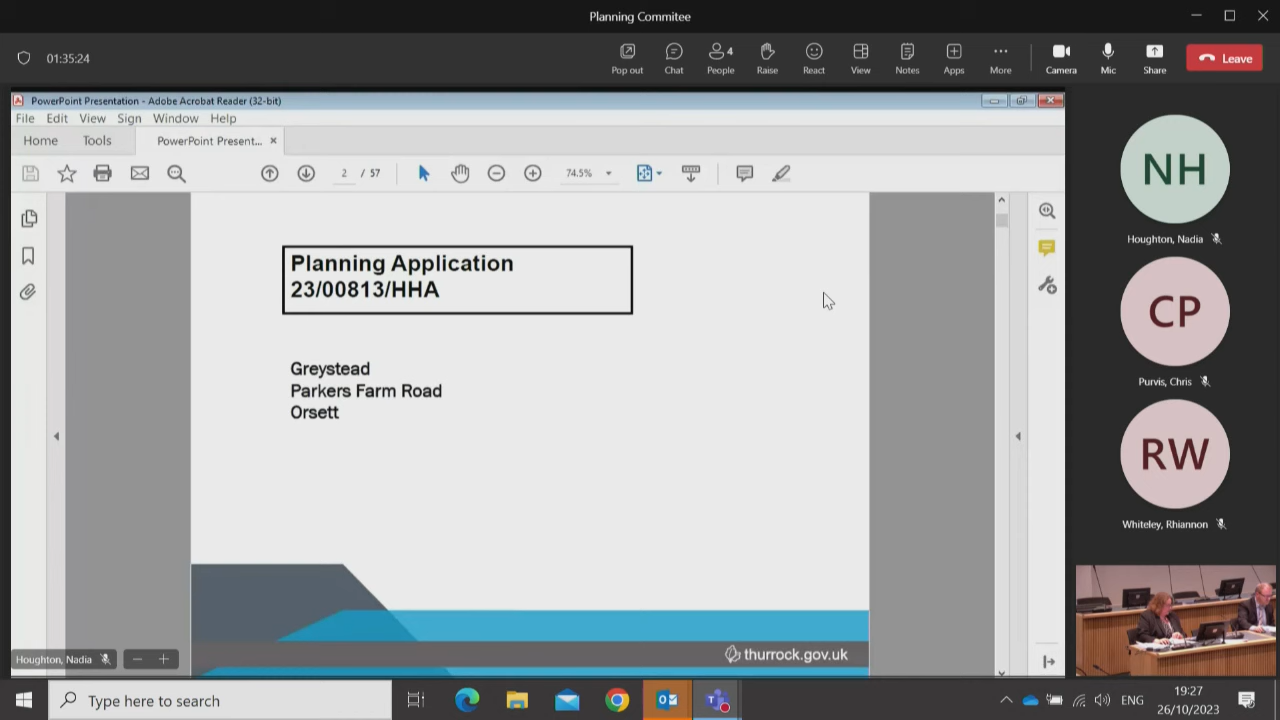 Planning Commitee
01:35:24
Pop out
Chat
4
People
Raise
React
View
Notes
Apps
More
Camera
Mic
Share
Leave
PowerPoint Presentation - Adobe Acrobat Reader (32-bit)
File Edit View Sign Window Help
Home Tools PowerPoint Present... ×
2 / 57
74.5%
Planning Application
23/00813/HHA
Greystead
Parkers Farm Road
Orsett
thurrock.gov.uk
Houghton, Nadia
NH
Houghton, Nadia
CP
Purvis, Chris
RW
Whiteley, Rhiannon
Type here to search
ENG
19:27
26/10/2023